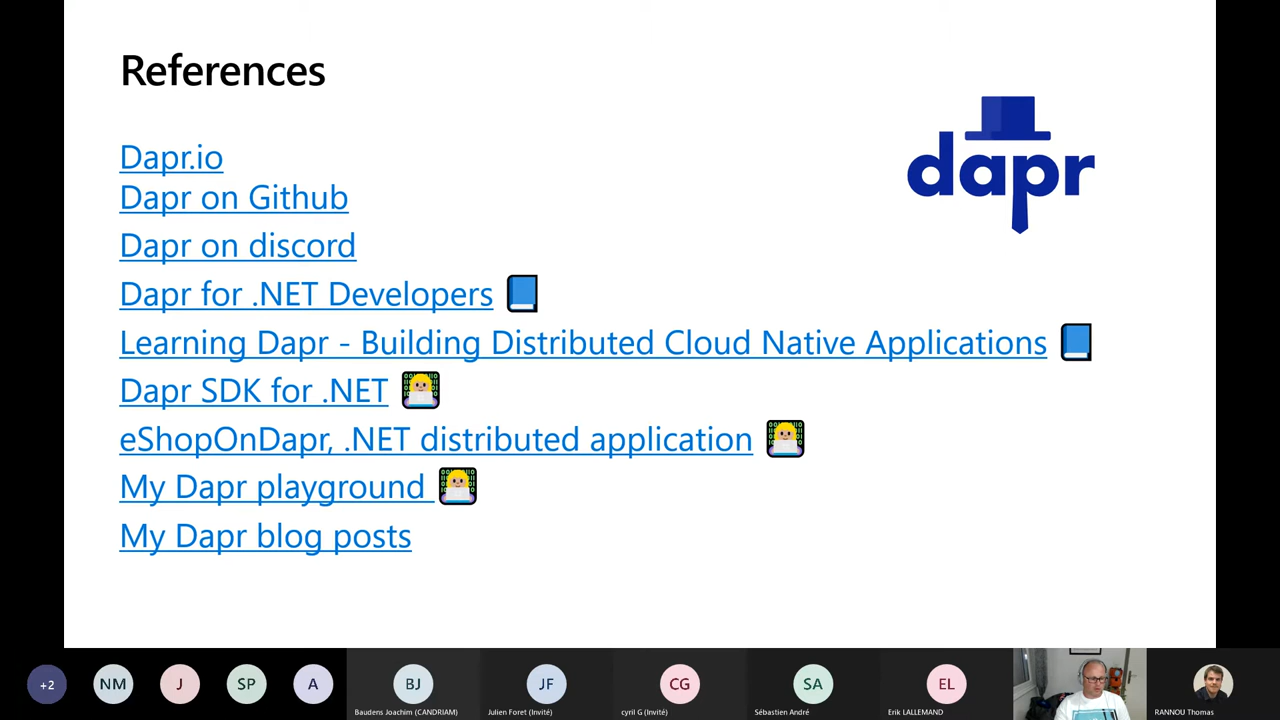 References
dapr
Dapr.io
Dapr on Github
Dapr on discord
Dapr for .NET Developers
Learning Dapr - Building Distributed Cloud Native Applications
Dapr SDK for .NET
eShopOnDapr, .NET distributed application
My Dapr playground
My Dapr blog posts
+2 NM J SP A BJ JF CG SA EL
Baudens Joachim (CANDRIAM) Julien Foret (Invité) cyril G (Invité) Sébastien André Erik LALLEMAND RANNOU Thomas